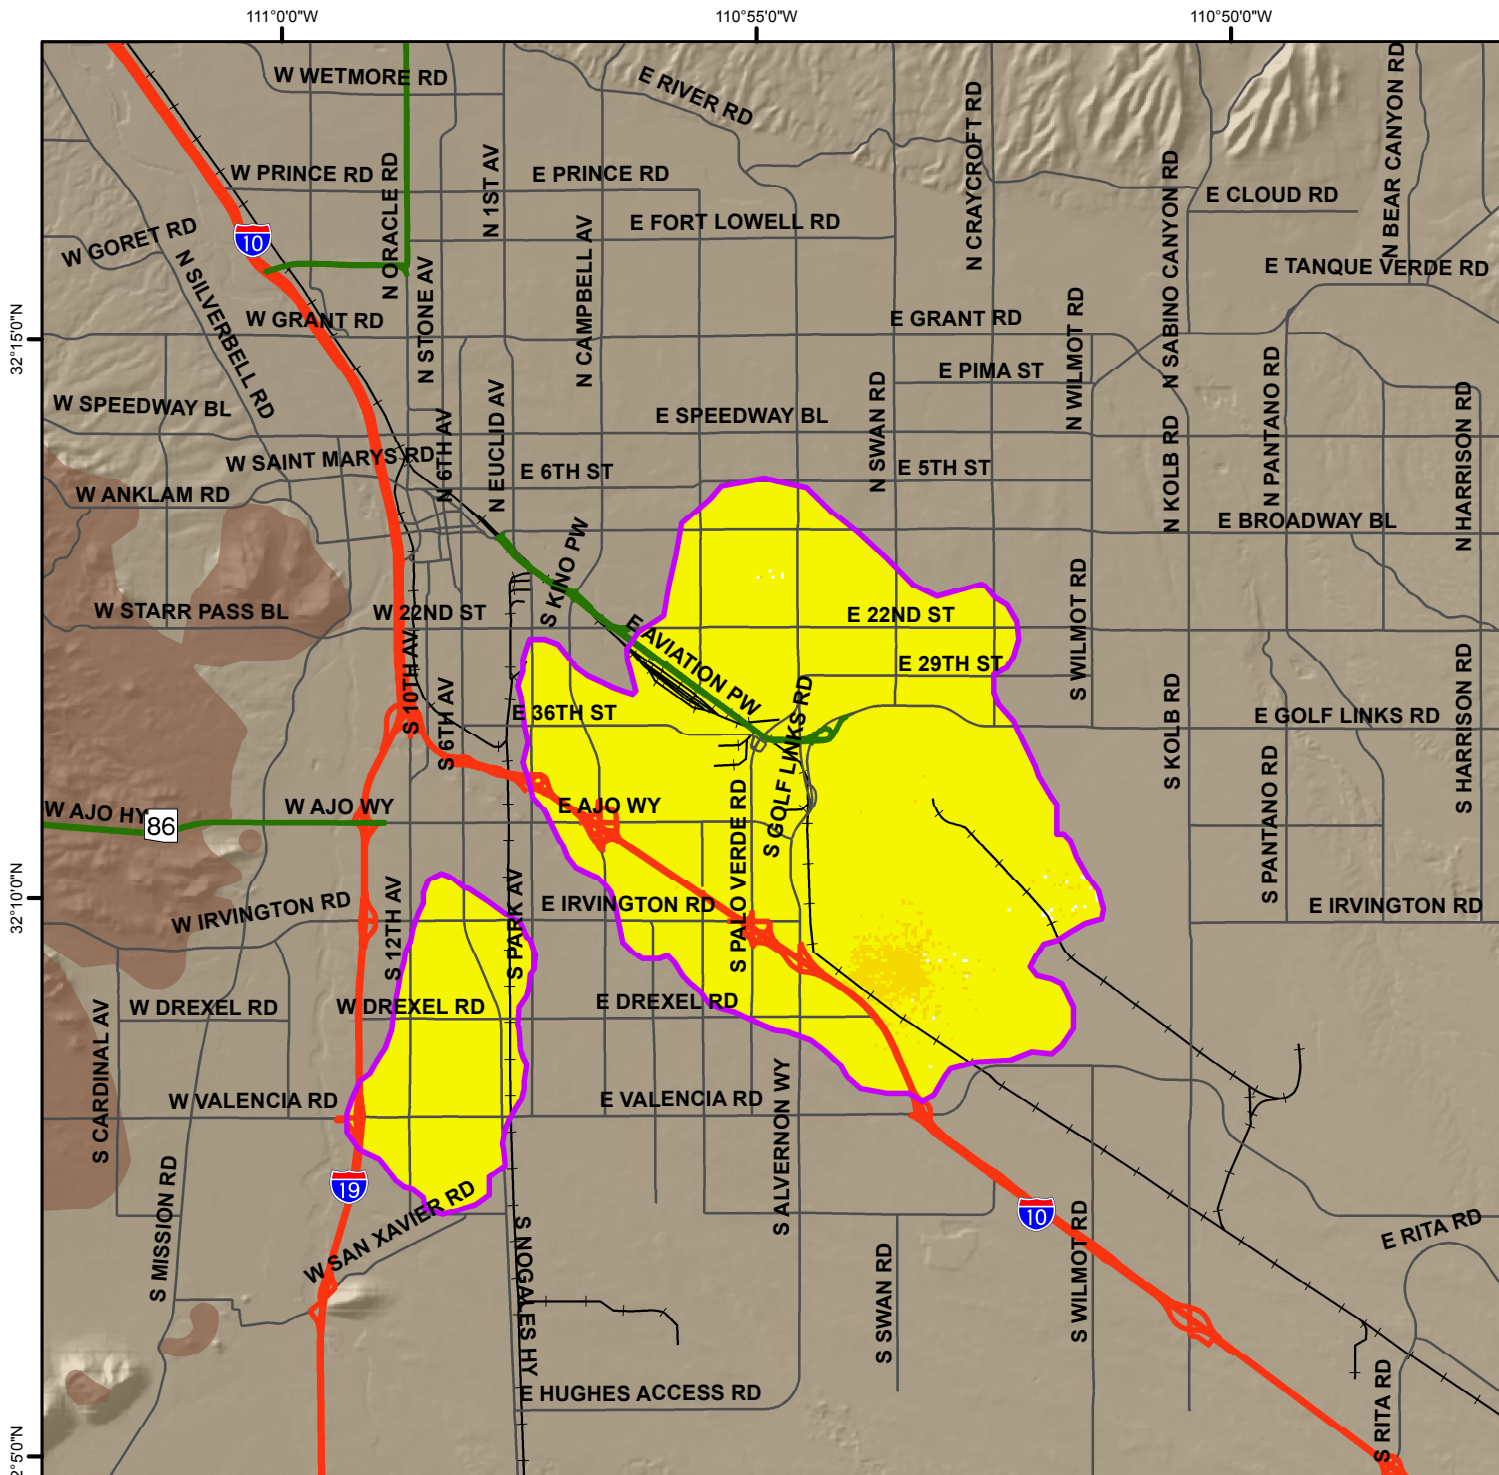 111°0'0"W
110°55'0"W
110°50'0"W
32°15'0"N
32°10'0"N
2°5'0"N
W WETMORE RD
E RIVER RD
N CRAYCROFT RD
N BEAR CANYON RD
W PRINCE RD
N ORACLE RD
N 1ST AV
E PRINCE RD
N SABINO CANYON RD
E CLOUD RD
W GORET RD
10
E FORT LOWELL RD
N CAMPBELL AV
N SILVERBELL RD
N STONE AV
E TANQUE VERDE RD
W GRANT RD
E GRANT RD
N WILMOT RD
E PIMA ST
N SWAN RD
N PANTANO RD
N HARRISON RD
W SPEEDWAY BL
N EUCLID AV
E SPEEDWAY BL
N KOLB RD
W SAINT MARYS RD
N 6TH AV
E 6TH ST
E 5TH ST
W ANKLAM RD
E BROADWAY BL
S KINO PW
W STARR PASS BL
W 22ND ST
E AVIATION PW
E 22ND ST
S WILMOT RD
E 29TH ST
S 10TH AV
S 6TH AV
E 36TH ST
S GOLF LINKS RD
S KOLB RD
E GOLF LINKS RD
S HARRISON RD
W AJO HY
86
W AJO WY
E AJO WY
S PALO VERDE RD
S PANTANO RD
W IRVINGTON RD
S 12TH AV
S PARK AV
E IRVINGTON RD
E IRVINGTON RD
W DREXEL RD
W DREXEL RD
E DREXEL RD
S CARDINAL AV
W VALENCIA RD
E VALENCIA RD
S ALVERNON WY
S MISSION RD
19
W SAN XAVIER RD
10
S NOGALES HY
S SWAN RD
S WILMOT RD
E RITA RD
E HUGHES ACCESS RD
S RITA RD